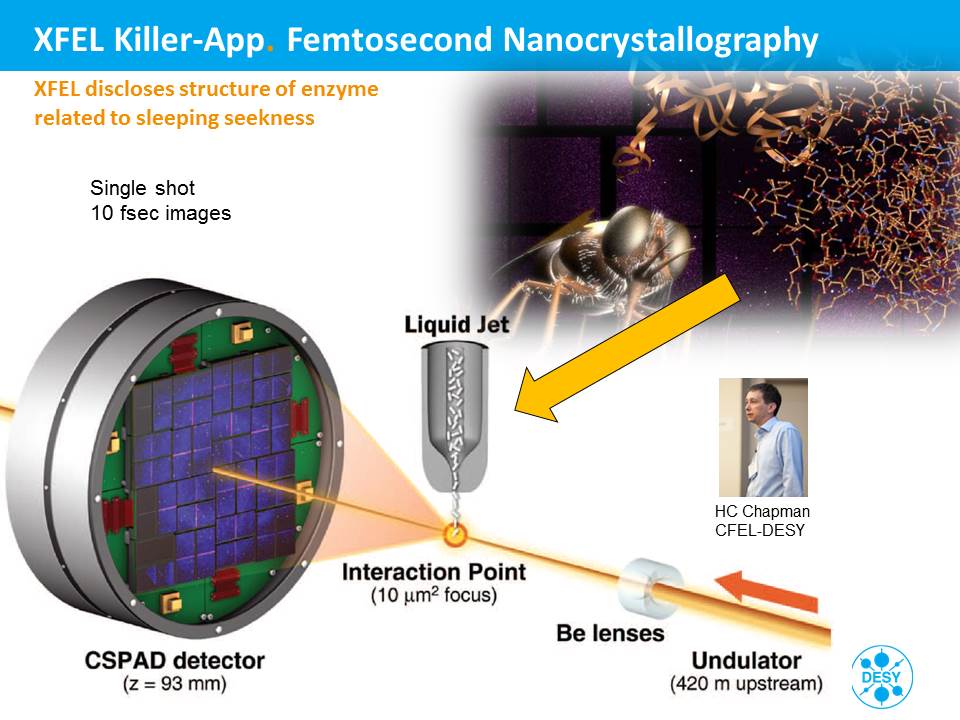 XFEL Killer-App. Femtosecond Nanocrystallography
XFEL discloses structure of enzyme
related to sleeping seekness
Single shot
10 fsec images
Liquid Jet
HC Chapman
CFEL-DESY
Interaction Point
(10 μm² focus)
Be lenses
CSPAD detector
(z = 93 mm)
Undulator
(420 m upstream)
DESY